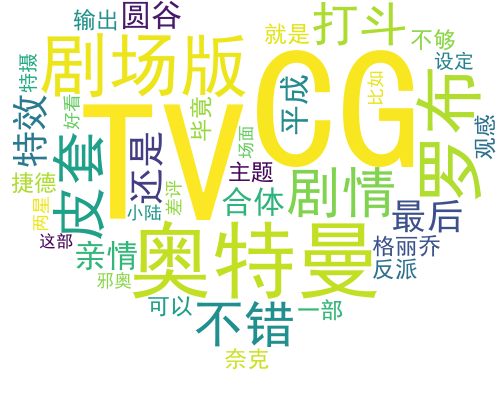 输出
圆谷
就是
打斗
不够
剧场版
TV
CG
罗布
设定
特摄
特效
好看
毕竟
平成
比如
场面
观感
皮套
还是
主题
剧情
捷德
两星
小陆
差评
合体
最后
这部
亲情
奥特曼
格丽乔
反派
邪奥
可以
不错
一部
奈克